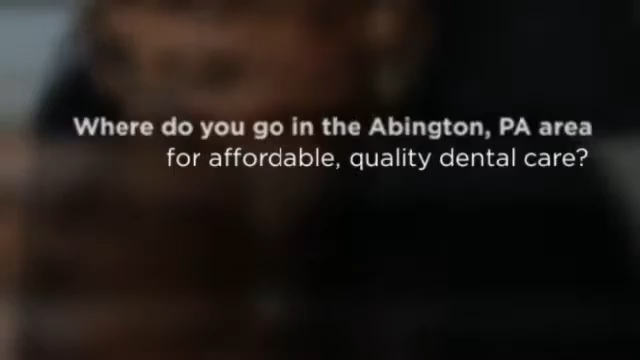 Where do you go in the Abington, PA area
for affordable, quality dental care?